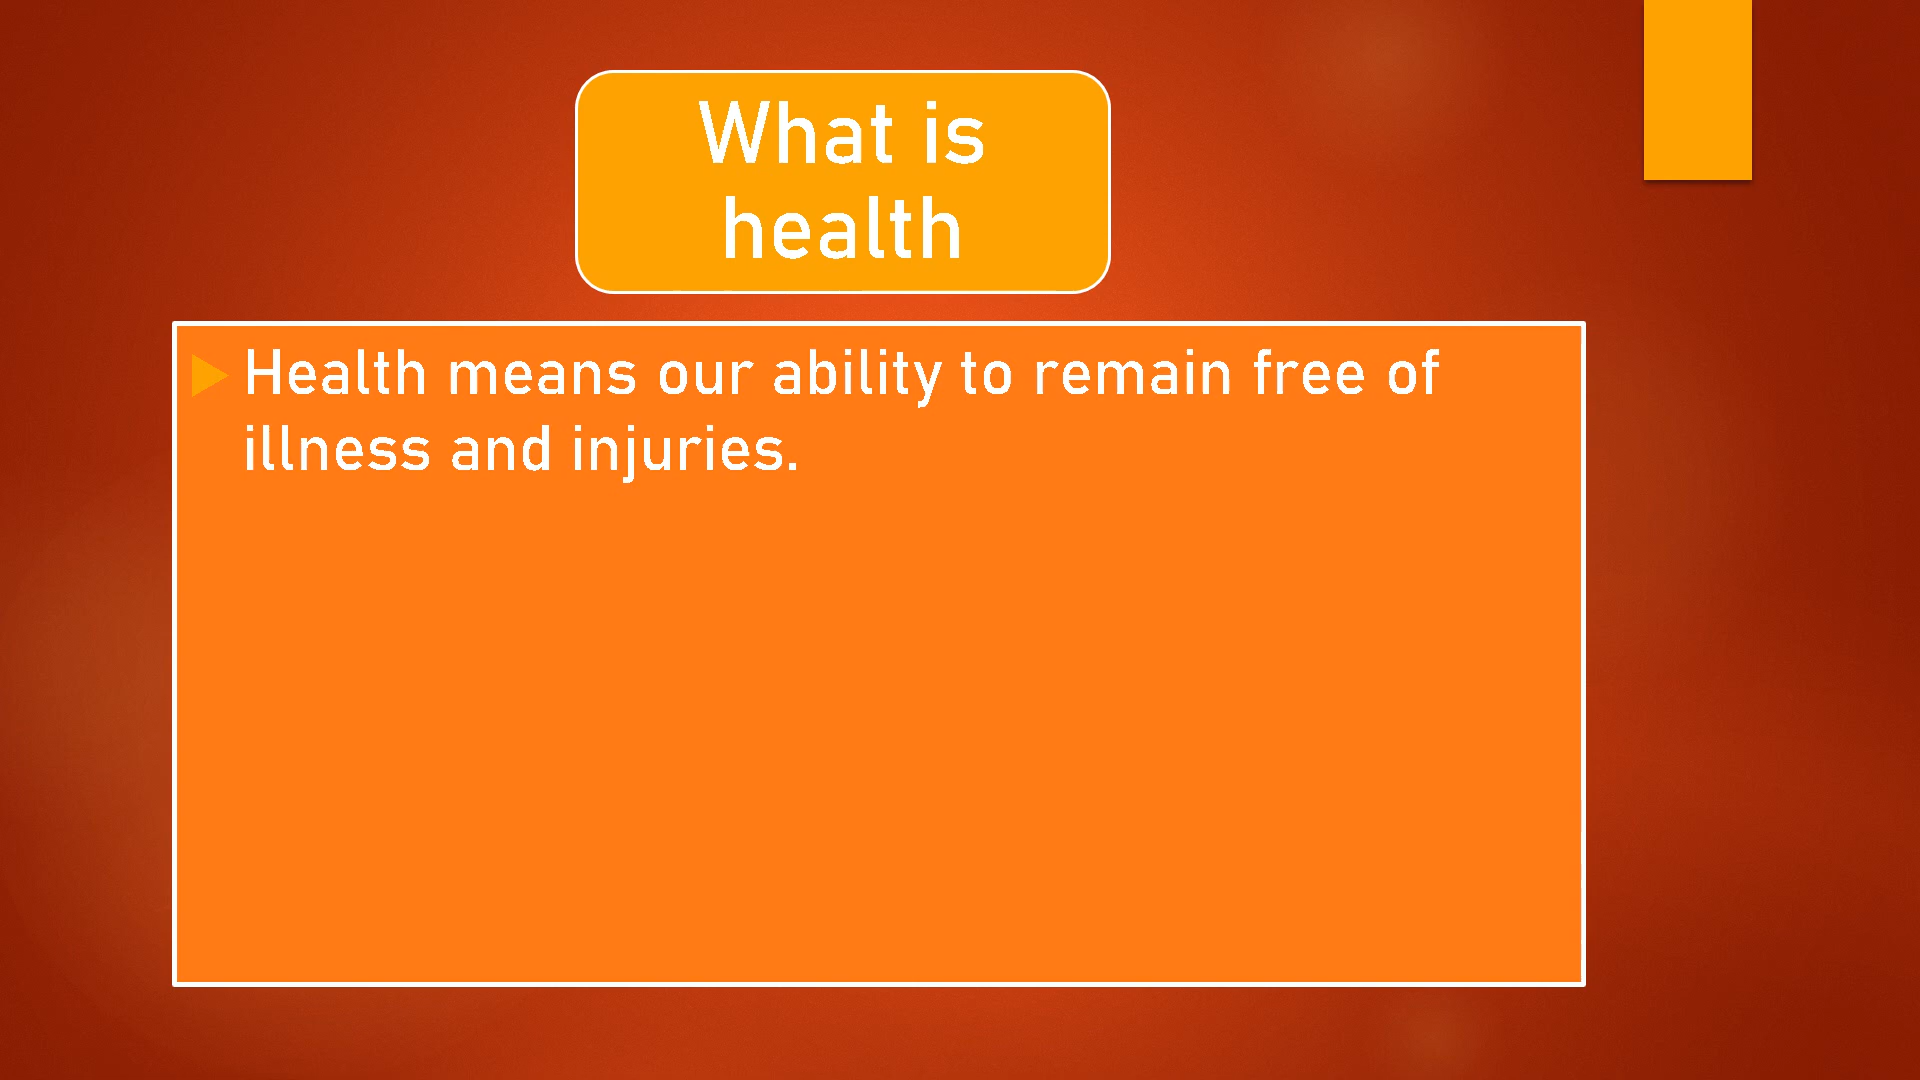 What is
health
Health means our ability to remain free of
illness and injuries.